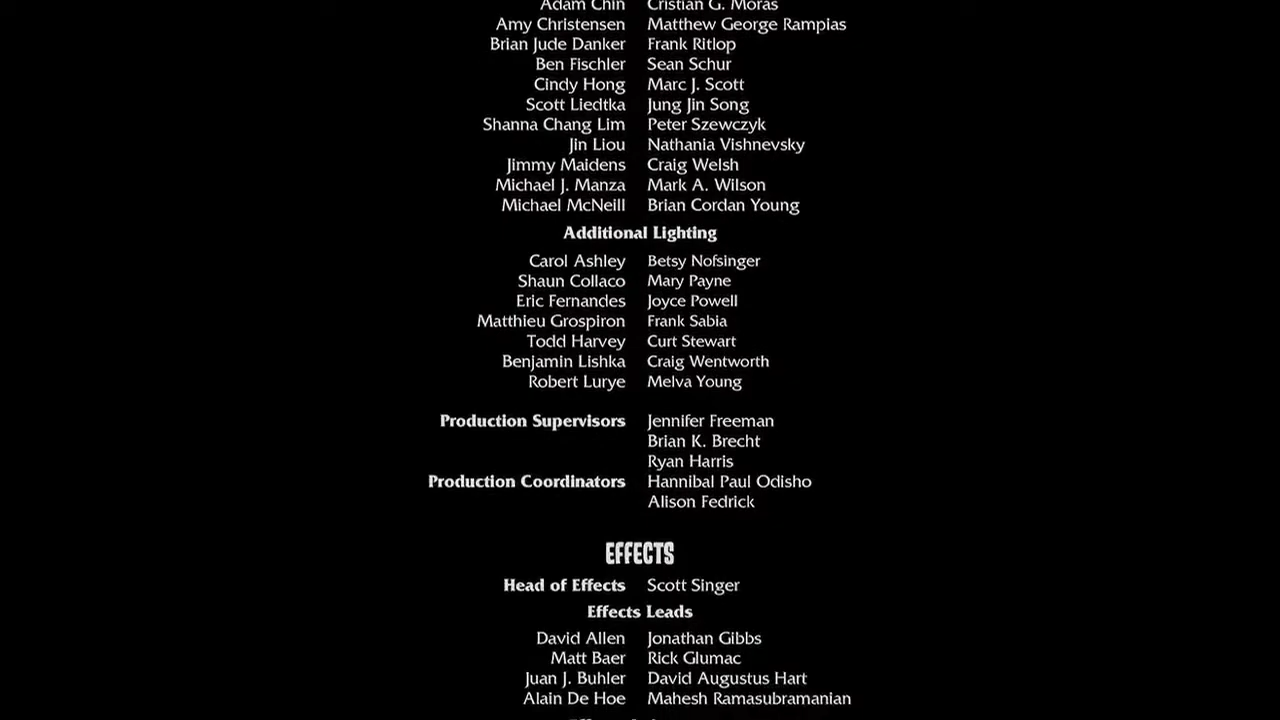 Adam Chin Cristian G. Moras
Amy Christensen Matthew George Rampias
Brian Jude Danker Frank Ritlop
Ben Fischler Sean Schur
Cindy Hong Marc J. Scott
Scott Liedtka Jung Jin Song
Shanna Chang Lim Peter Szewczyk
Jin Liou Nathania Vishnevsky
Jimmy Maidens Craig Welsh
Michael J. Manza Mark A. Wilson
Michael McNeill Brian Cordan Young
Additional Lighting
Carol Ashley Betsy Nofsinger
Shaun Collaco Mary Payne
Eric Fernandes Joyce Powell
Matthieu Grospiron Frank Sabia
Todd Harvey Curt Stewart
Benjamin Lishka Craig Wentworth
Robert Lurye Melva Young
Production Supervisors Jennifer Freeman
Brian K. Brecht
Ryan Harris
Production Coordinators Hannibal Paul Odisho
Alison Fedrick
EFFECTS
Head of Effects Scott Singer
Effects Leads
David Allen Jonathan Gibbs
Matt Baer Rick Glumac
Juan J. Buhler David Augustus Hart
Alain De Hoe Mahesh Ramasubramanian